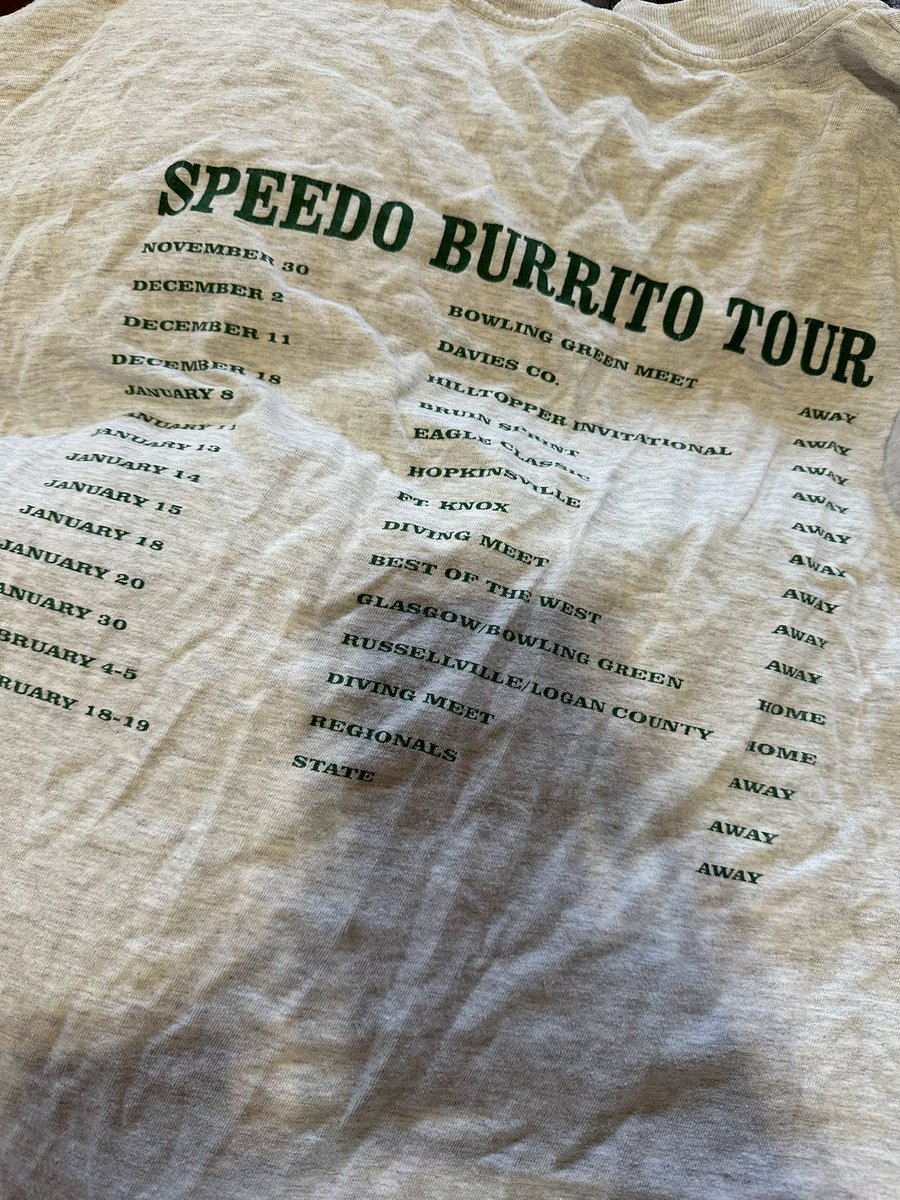 SPEEDO BURRITO TOUR
NOVEMBER 30 BOWLING GREEN MEET AWAY
DECEMBER 2 DAVIES CO. AWAY
DECEMBER 11 HILLTOPPER INVITATIONAL AWAY
DECEMBER 18 BRUIN SPRINT AWAY
JANUARY 8 EAGLE CLASSIC AWAY
JANUARY 11 HOPKINSVILLE AWAY
JANUARY 13 FT. KNOX AWAY
JANUARY 14 DIVING MEET AWAY
JANUARY 15 BEST OF THE WEST AWAY
JANUARY 18 GLASGOW/BOWLING GREEN HOME
JANUARY 20 RUSSELLVILLE/LOGAN COUNTY HOME
ANUARY 30 DIVING MEET AWAY
BRUARY 4-5 REGIONALS AWAY
RUARY 18-19 STATE AWAY